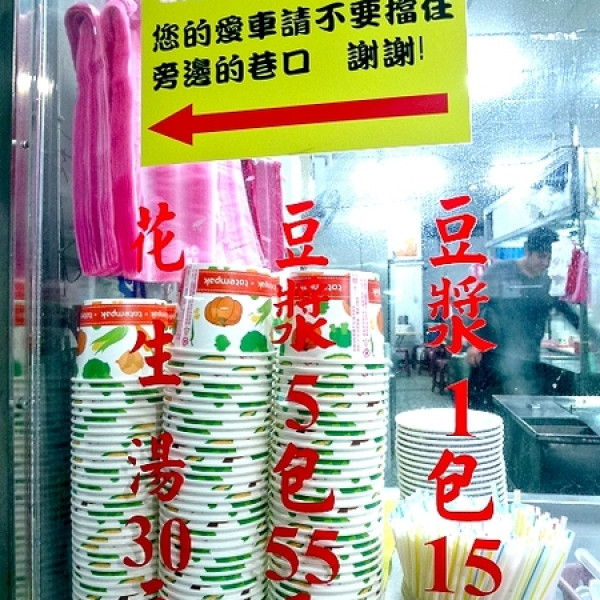 您的愛車請不要擋住
旁邊的巷口 謝謝!
花生湯30
豆漿5包55
豆漿1包15
totempak